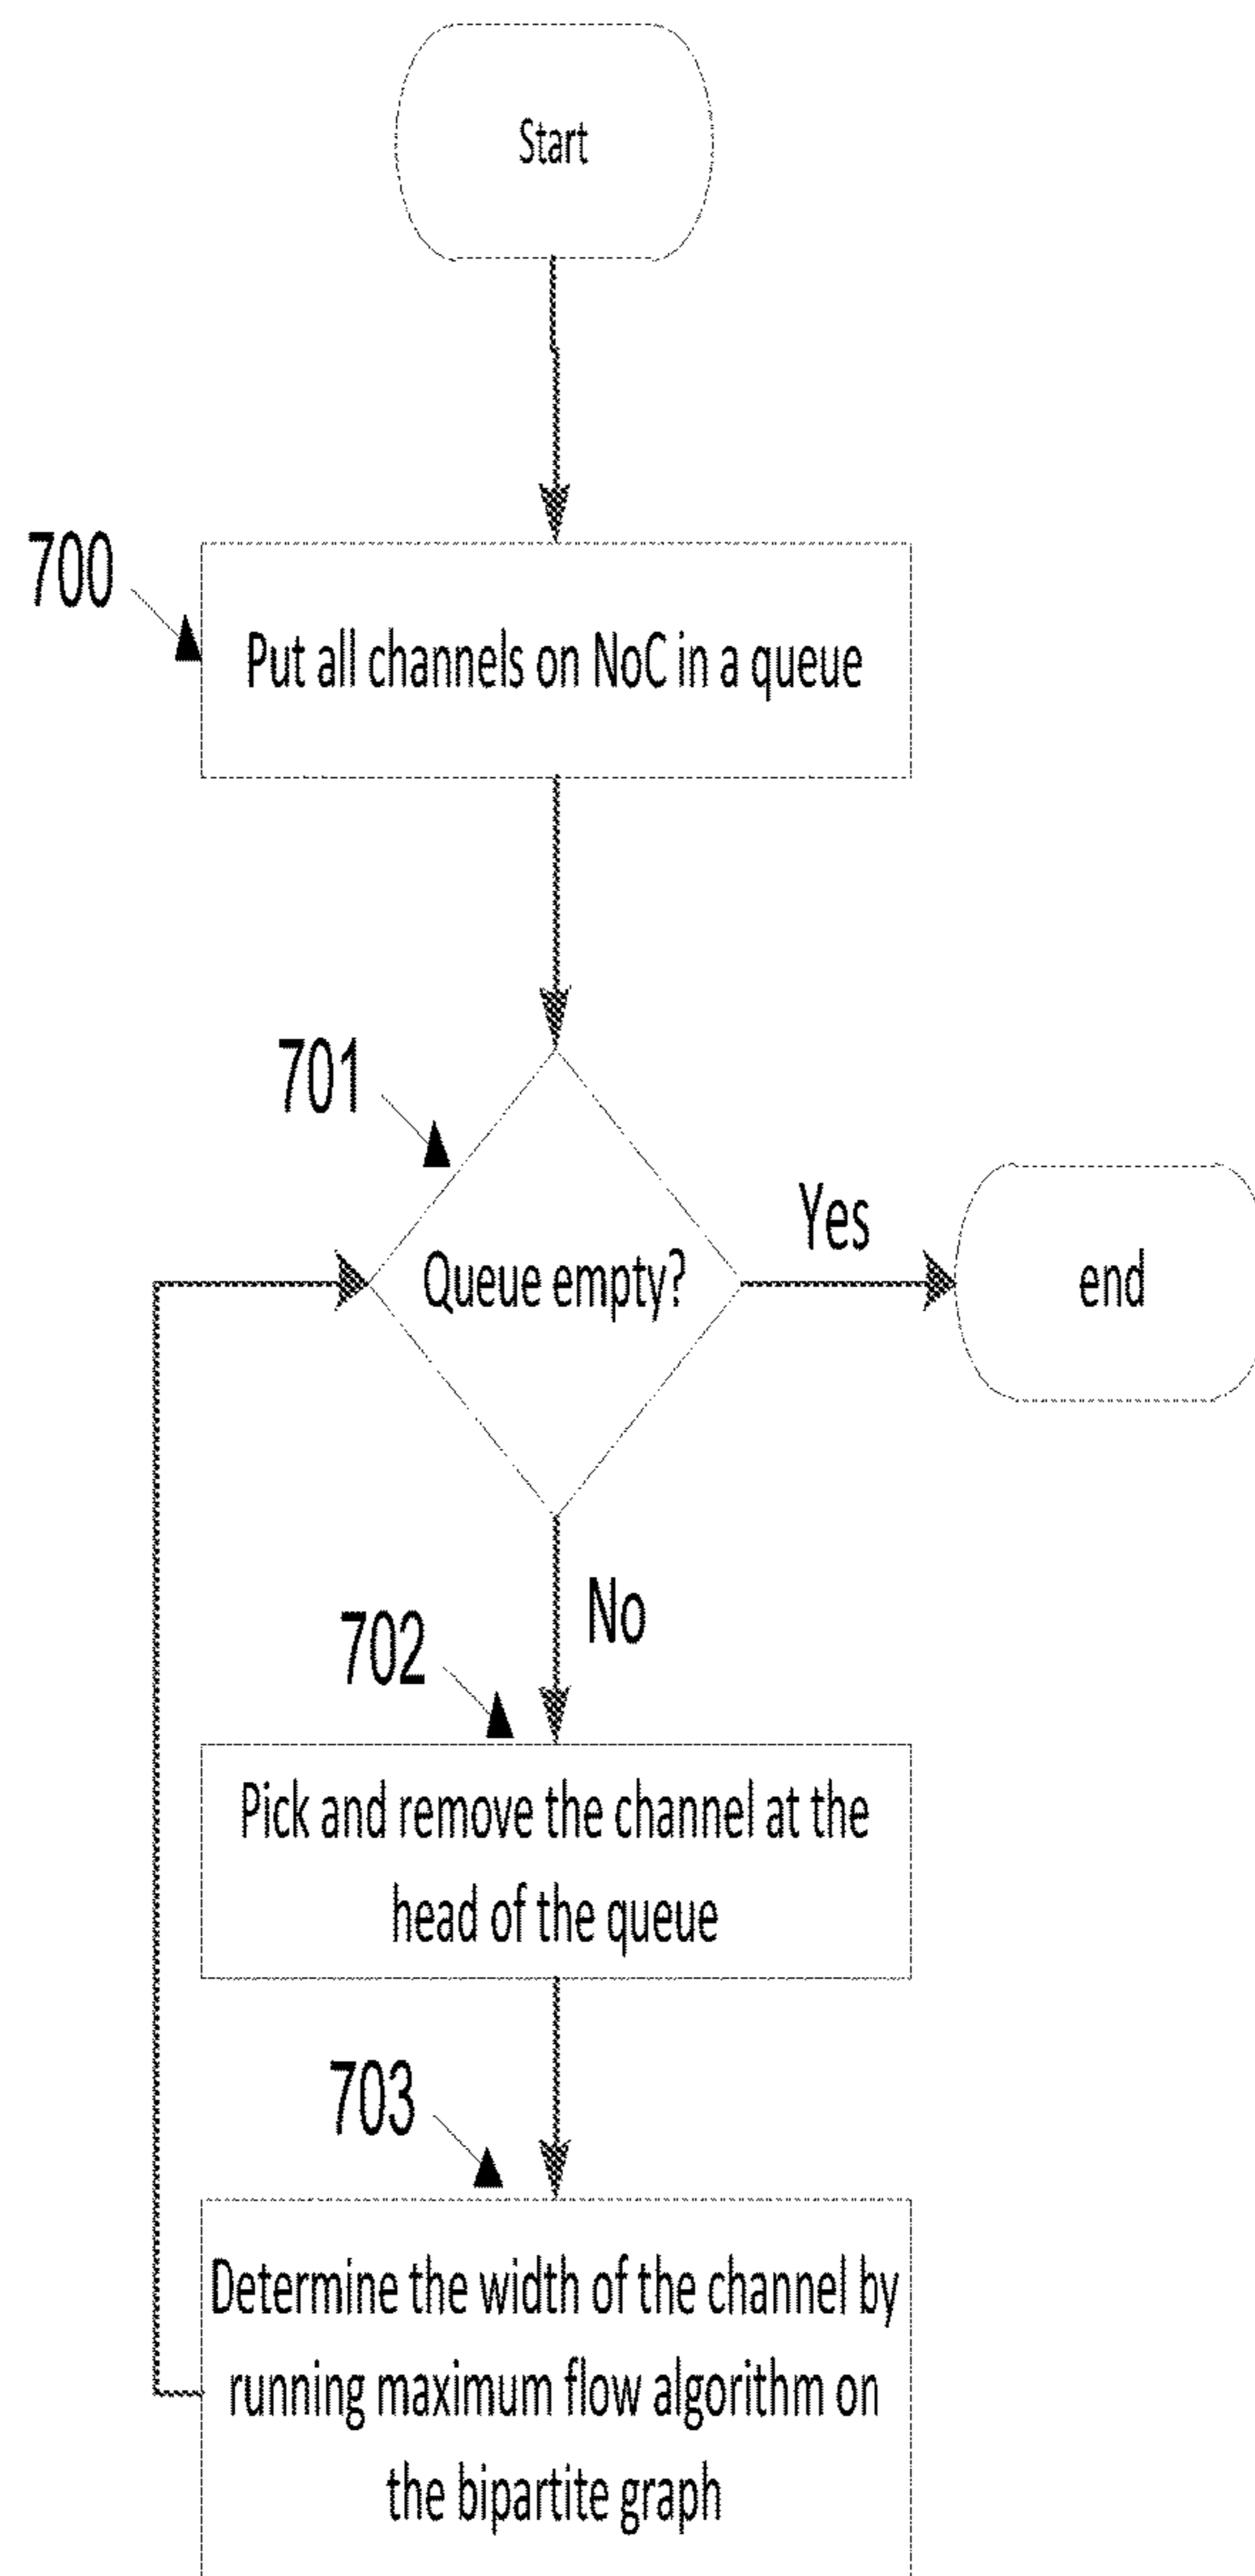 Start
700
Put all channels on NoC in a queue
701
Queue empty?
Yes
end
No
702
Pick and remove the channel at the
head of the queue
703
Determine the width of the channel by
running maximum flow algorithm on
the bipartite graph